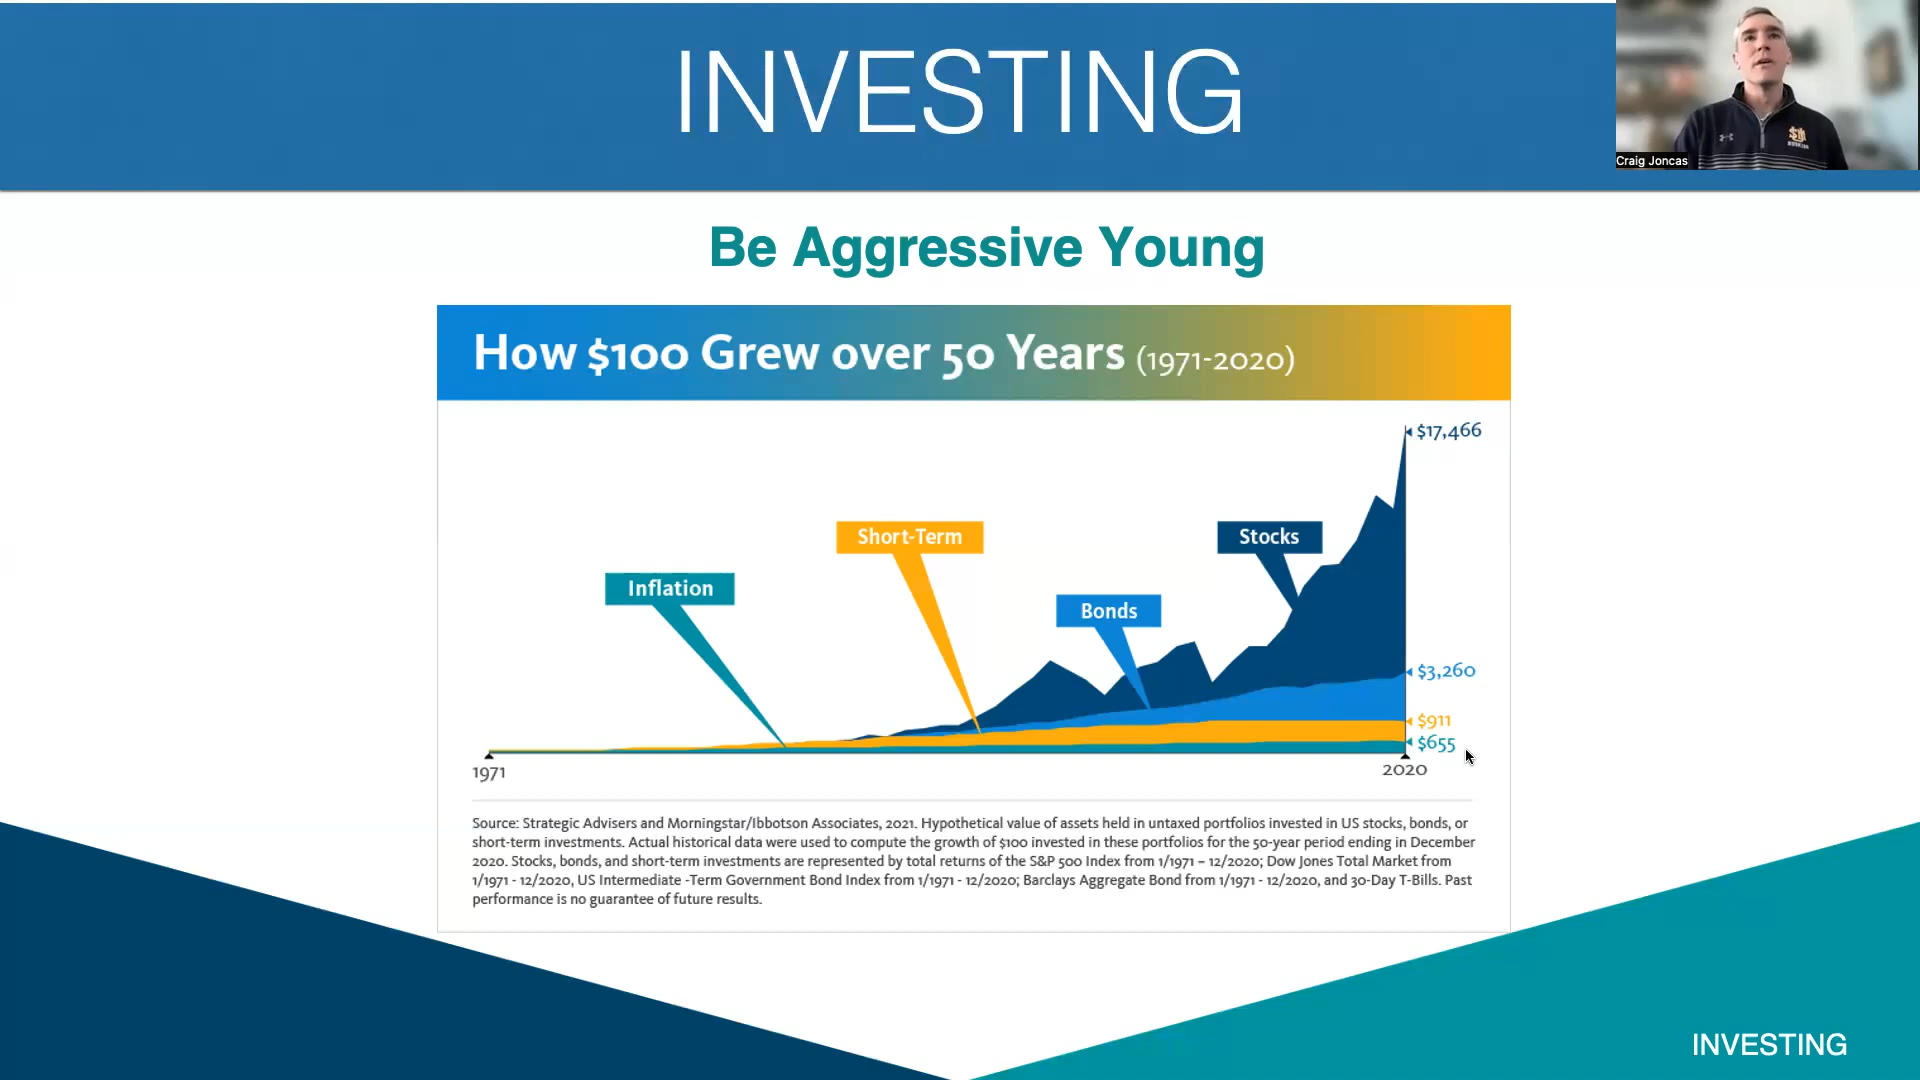 INVESTING
Craig Joncas
Be Aggressive Young
How $100 Grew over 50 Years (1971-2020)
$17,466
Short-Term
Stocks
Inflation
Bonds
$3,260
$911
$655
1971
2020
Source: Strategic Advisers and Morningstar/Ibbotson Associates, 2021. Hypothetical value of assets held in untaxed portfolios invested in US stocks, bonds, or
short-term investments. Actual historical data were used to compute the growth of $100 invested in these portfolios for the 50-year period ending in December
2020. Stocks, bonds, and short-term investments are represented by total returns of the S&P 500 Index from 1/1971 – 12/2020; Dow Jones Total Market from
1/1971 - 12/2020, US Intermediate -Term Government Bond Index from 1/1971 - 12/2020; Barclays Aggregate Bond from 1/1971 - 12/2020, and 30-Day T-Bills. Past
performance is no guarantee of future results.
INVESTING